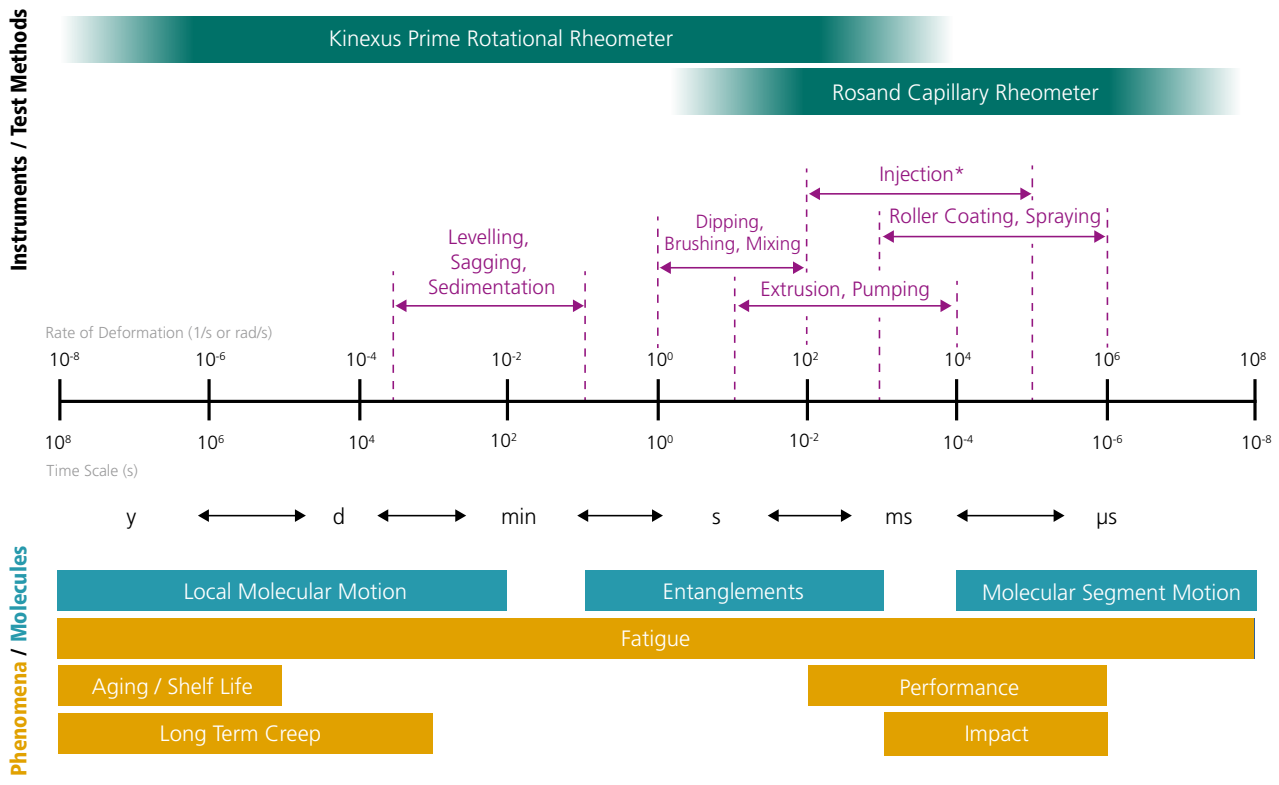 Instruments / Test Methods
Kinexus Prime Rotational Rheometer
Rosand Capillary Rheometer
Injection*
Roller Coating, Spraying
Dipping,
Brushing, Mixing
Levelling,
Sagging,
Sedimentation
Extrusion, Pumping
Rate of Deformation (1/s or rad/s)
10⁻⁸ 10⁻⁶ 10⁻⁴ 10⁻² 10⁰ 10² 10⁴ 10⁶ 10⁸
10⁸ 10⁶ 10⁴ 10² 10⁰ 10⁻² 10⁻⁴ 10⁻⁶ 10⁻⁸
Time Scale (s)
y d min s ms µs
Phenomena / Molecules
Local Molecular Motion Entanglements Molecular Segment Motion
Fatigue
Aging / Shelf Life Performance
Long Term Creep Impact